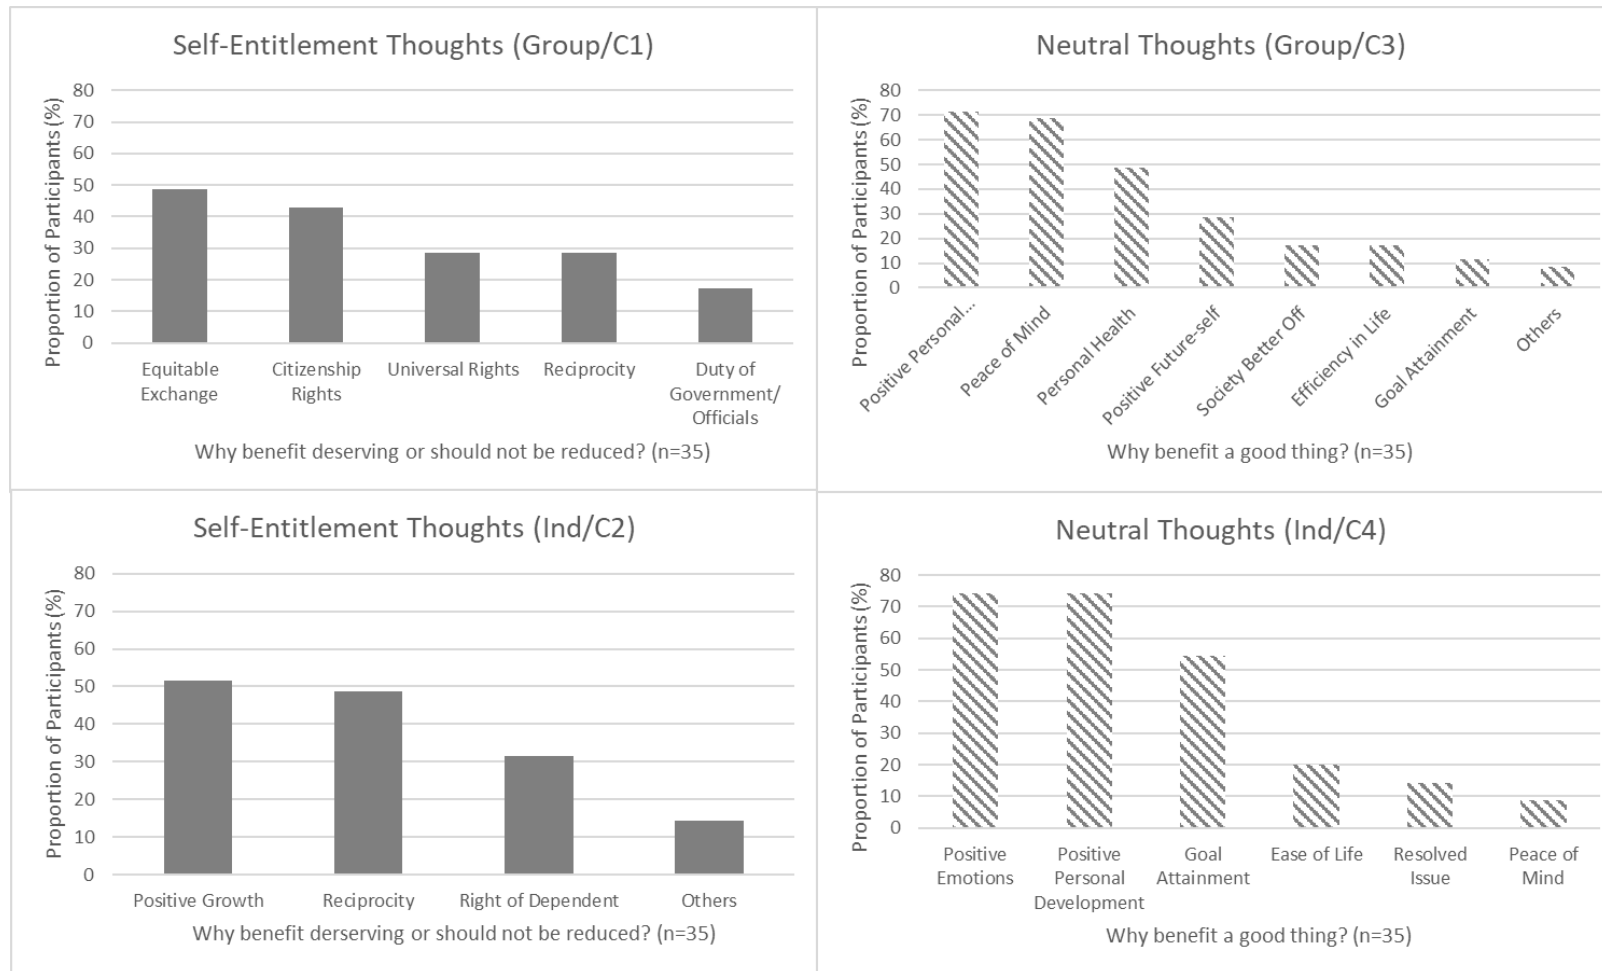 Self-Entitlement Thoughts (Group/C1)
Proportion of Participants (%)
80
70
60
50
40
30
20
10
0
Equitable
Exchange
Citizenship
Rights
Universal Rights
Reciprocity
Duty of
Government/
Officials
Why benefit deserving or should not be reduced? (n=35)
Neutral Thoughts (Group/C3)
Proportion of Participants (%)
80
70
60
50
40
30
20
10
0
Positive Personal...
Peace of Mind
Personal Health
Positive Future-self
Society Better Off
Efficiency in Life
Goal Attainment
Others
Why benefit a good thing? (n=35)
Self-Entitlement Thoughts (Ind/C2)
Proportion of Participants (%)
80
70
60
50
40
30
20
10
0
Positive Growth
Reciprocity
Right of Dependent
Others
Why benefit derserving or should not be reduced? (n=35)
Neutral Thoughts (Ind/C4)
Proportion of Participants (%)
80
70
60
50
40
30
20
10
0
Positive
Emotions
Positive
Personal
Development
Goal
Attainment
Ease of Life
Resolved
Issue
Peace of
Mind
Why benefit a good thing? (n=35)